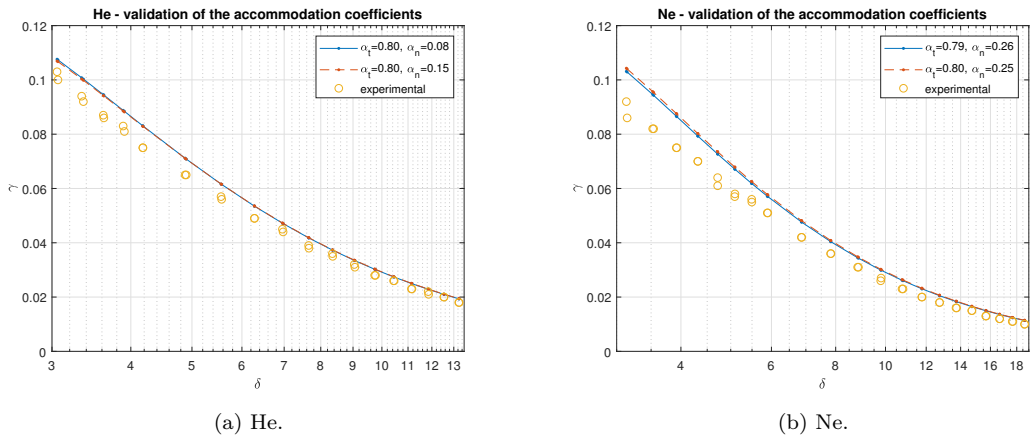 He - validation of the accommodation coefficients
0.12
0.1
0.08
0.06
0.04
0.02
0
γ
αt=0.80, αn=0.08
αt=0.80, αn=0.15
experimental
3 4 5 6 7 8 9 10 11 12 13
δ
(a) He.
Ne - validation of the accommodation coefficients
0.12
0.1
0.08
0.06
0.04
0.02
0
γ
αt=0.79, αn=0.26
αt=0.80, αn=0.25
experimental
4 6 8 10 12 14 16 18
δ
(b) Ne.